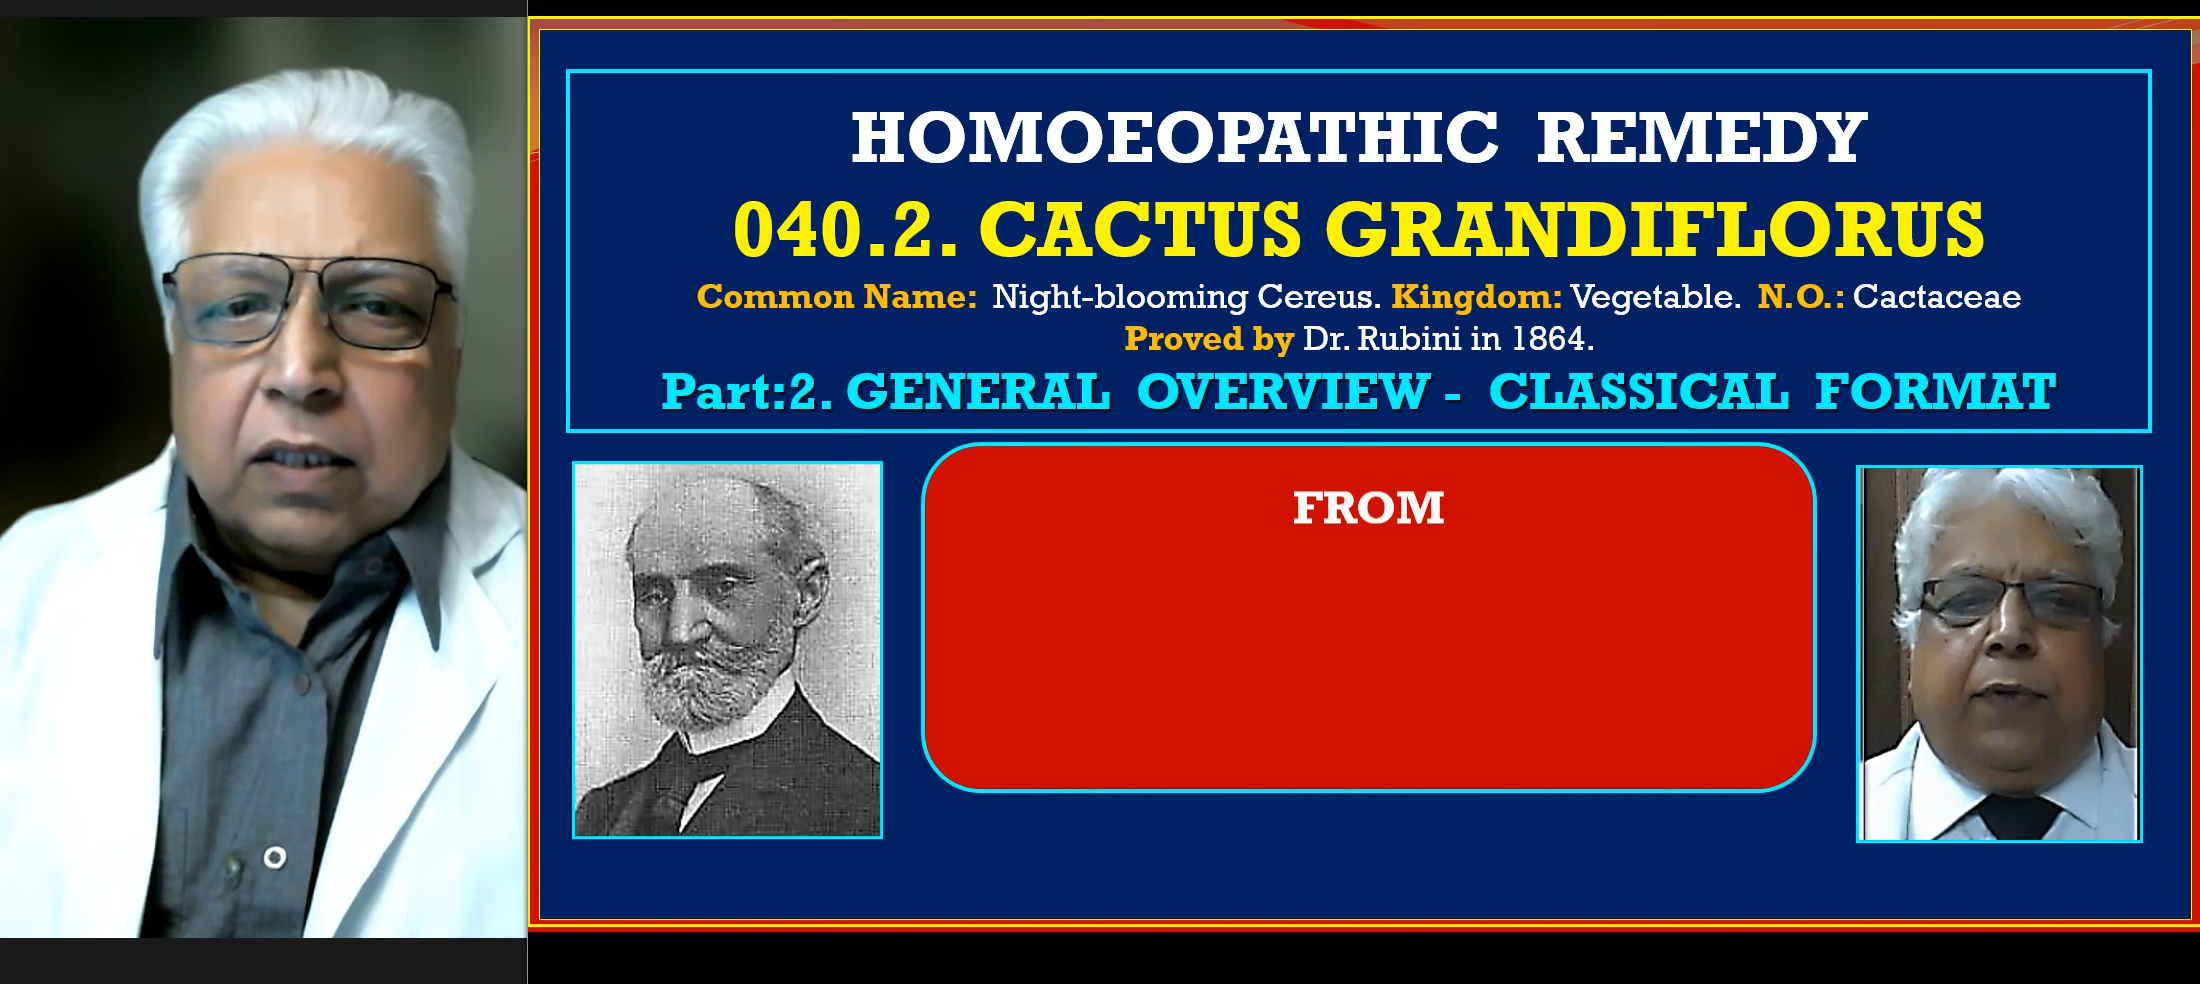 HOMOEOPATHIC REMEDY
040.2. CACTUS GRANDIFLORUS
Common Name: Night-blooming Cereus. Kingdom: Vegetable. N.O.: Cactaceae
Proved by Dr. Rubini in 1864.
Part:2. GENERAL OVERVIEW - CLASSICAL FORMAT
FROM